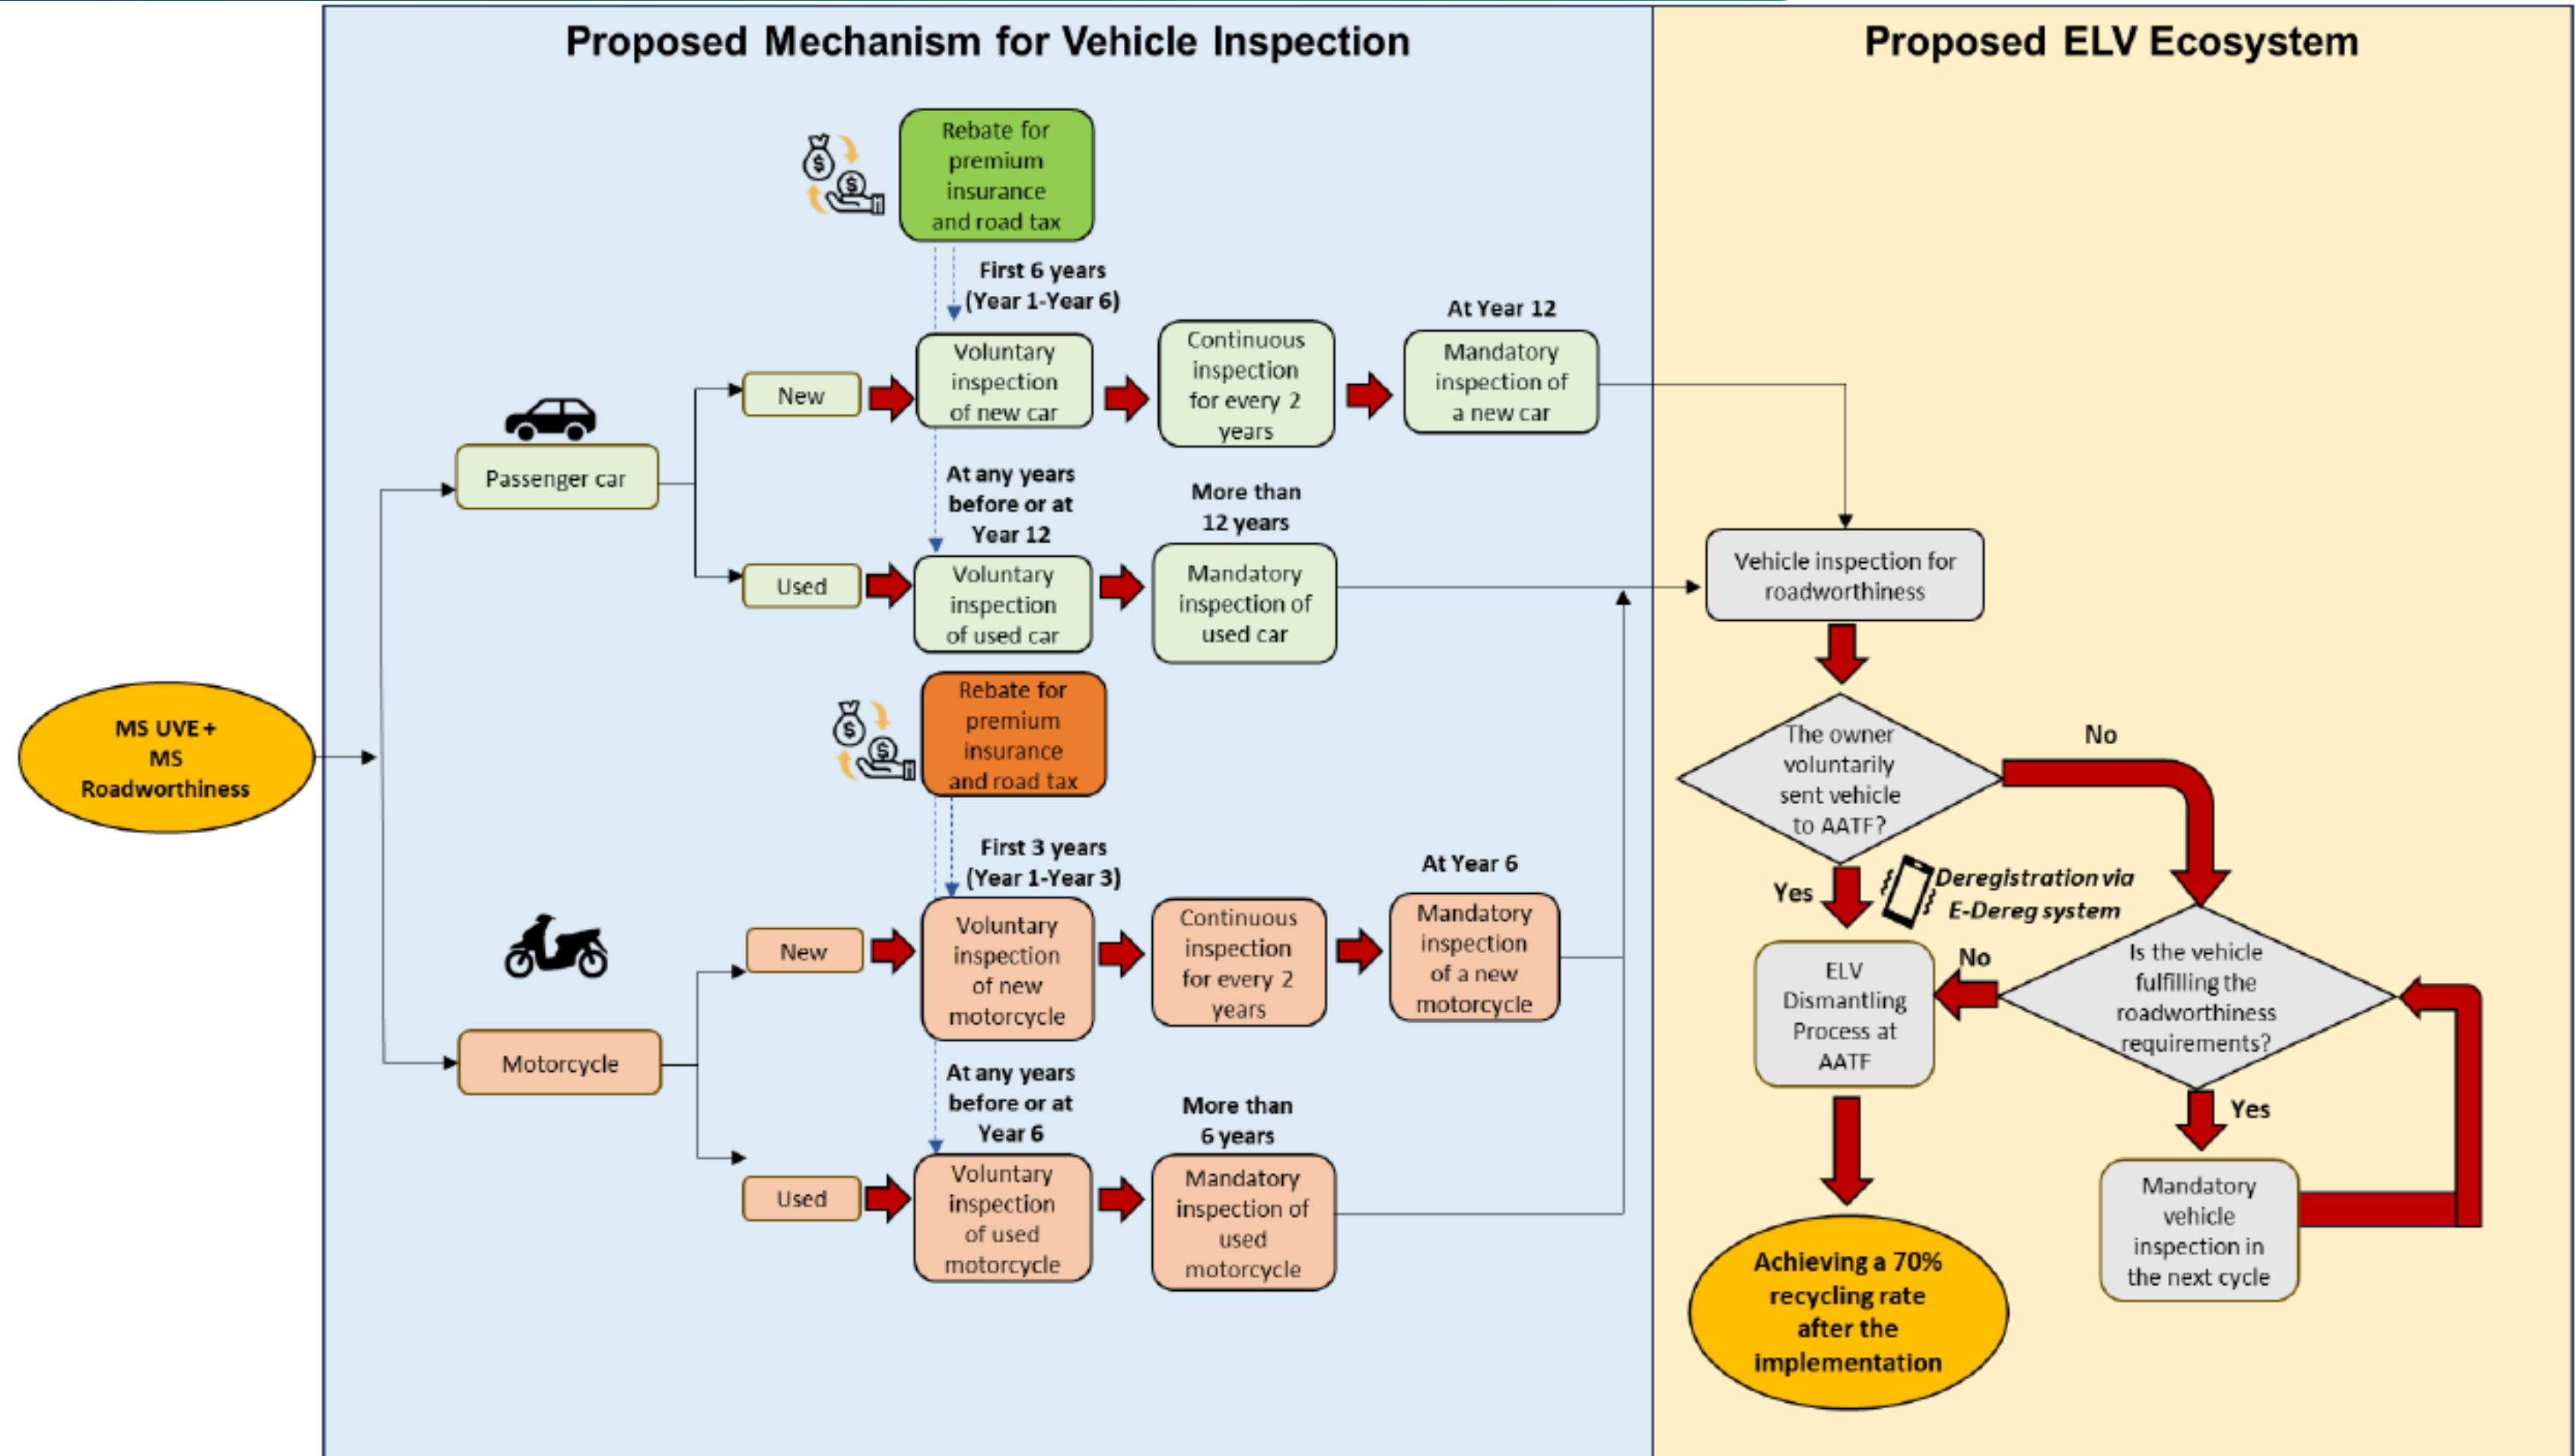 Proposed Mechanism for Vehicle Inspection
Proposed ELV Ecosystem
MS UVE +
MS
Roadworthiness
Passenger car
New
Used
Rebate for
premium
insurance
and road tax
First 6 years
(Year 1-Year 6)
Voluntary
inspection
of new car
Continuous
inspection
for every 2
years
At Year 12
Mandatory
inspection of
a new car
At any years
before or at
Year 12
Voluntary
inspection
of used car
More than
12 years
Mandatory
inspection of
used car
Motorcycle
New
Used
Rebate for
premium
insurance
and road tax
First 3 years
(Year 1-Year 3)
Voluntary
inspection
of new
motorcycle
Continuous
inspection
for every 2
years
At Year 6
Mandatory
inspection
of a new
motorcycle
At any years
before or at
Year 6
Voluntary
inspection
of used
motorcycle
More than
6 years
Mandatory
inspection of
used
motorcycle
Vehicle inspection for
roadworthiness
The owner
voluntarily
sent vehicle
to AATF?
No
Yes
Deregistration via
E-Dereg system
ELV
Dismantling
Process at
AATF
No
Is the vehicle
fulfilling the
roadworthiness
requirements?
Yes
Mandatory
vehicle
inspection in
the next cycle
Achieving a 70%
recycling rate
after the
implementation
$
$
$
$